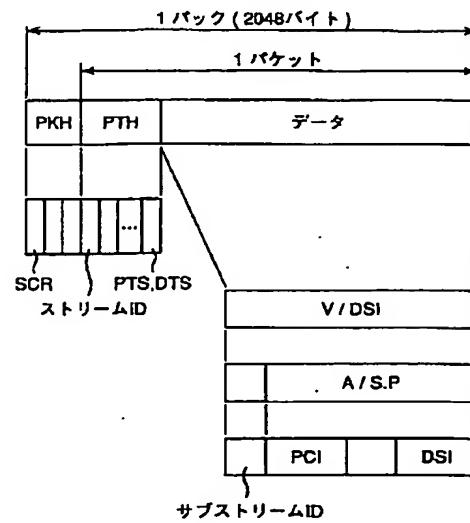 1 パック (2048バイト)
1 パケット
PKH PTH データ
...
SCR PTS,DTS
ストリームID
V / DSI
A / S.P
PCI DSI
サブストリームID